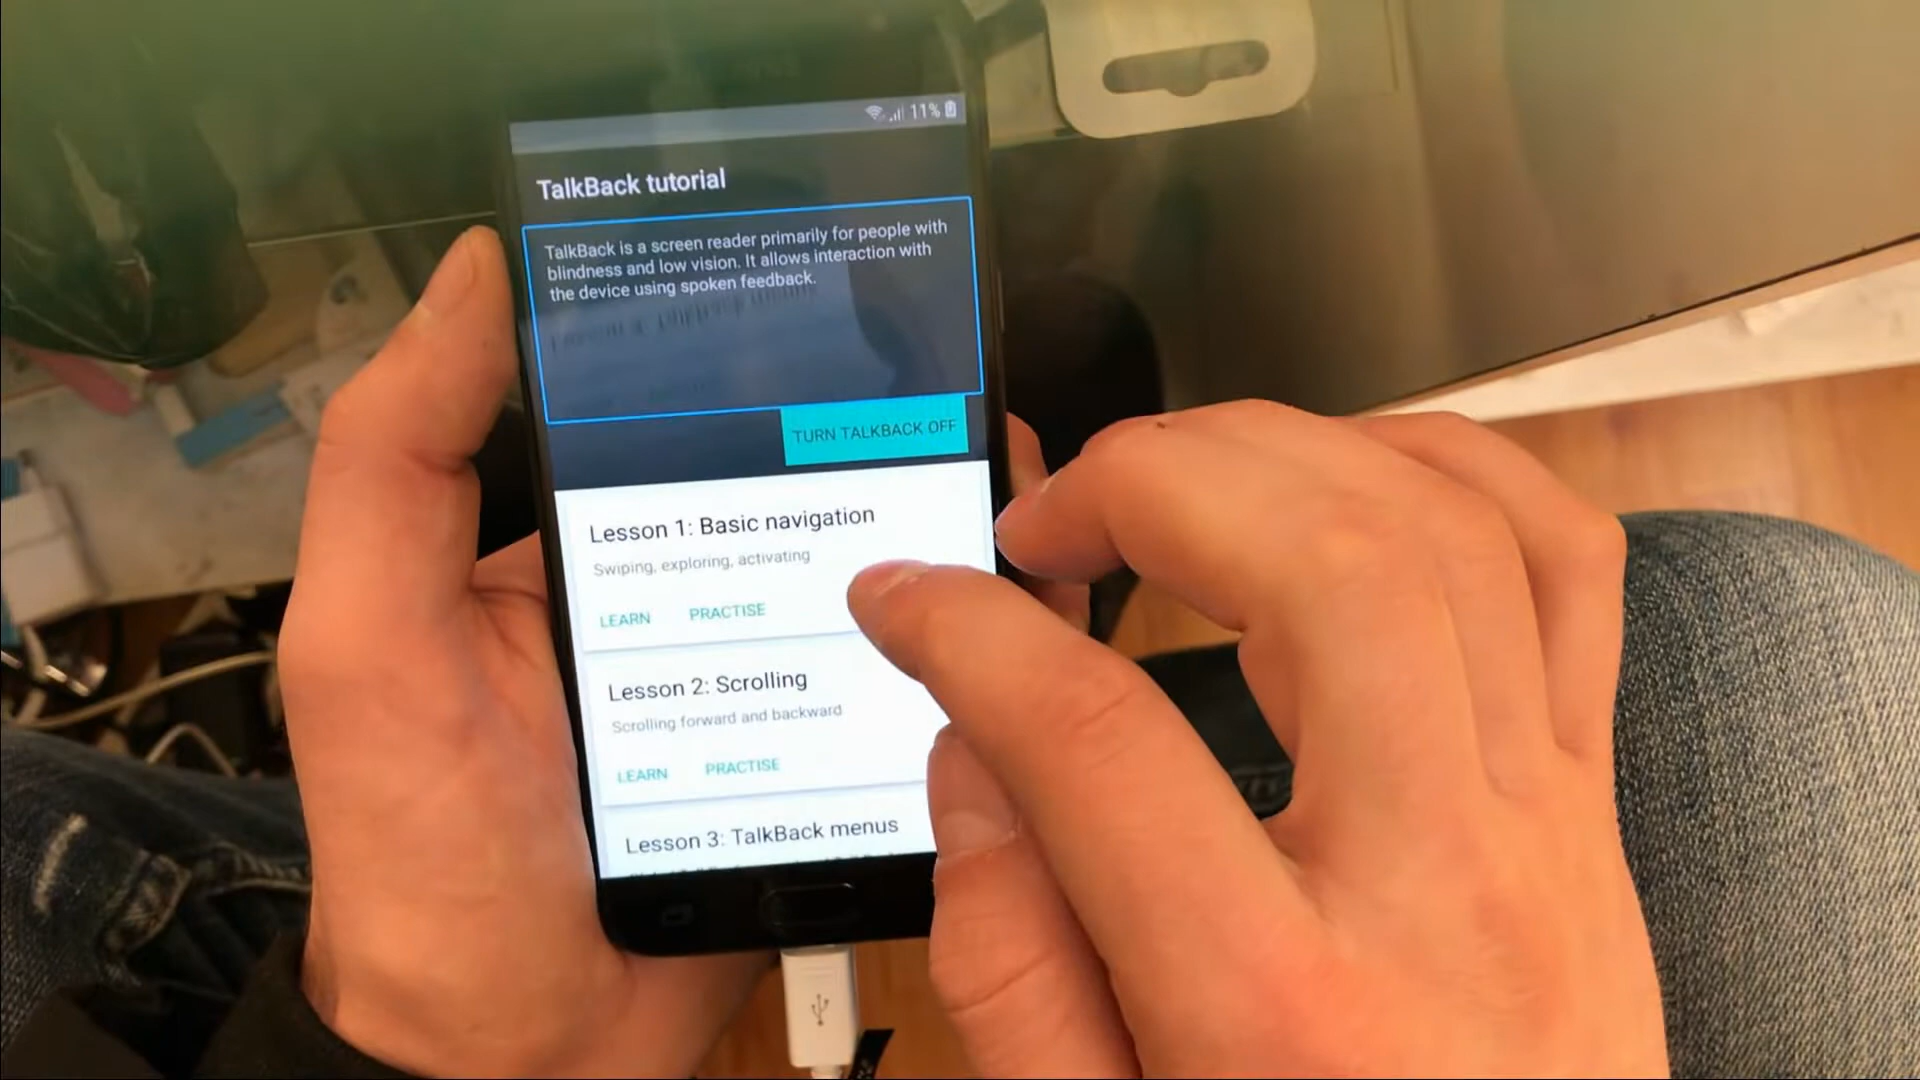 11%
TalkBack tutorial
TalkBack is a screen reader primarily for people with
blindness and low vision. It allows interaction with
the device using spoken feedback.
TURN TALKBACK OFF
Lesson 1: Basic navigation
Swiping, exploring, activating
LEARN PRACTISE
Lesson 2: Scrolling
Scrolling forward and backward
LEARN PRACTISE
Lesson 3: TalkBack menus